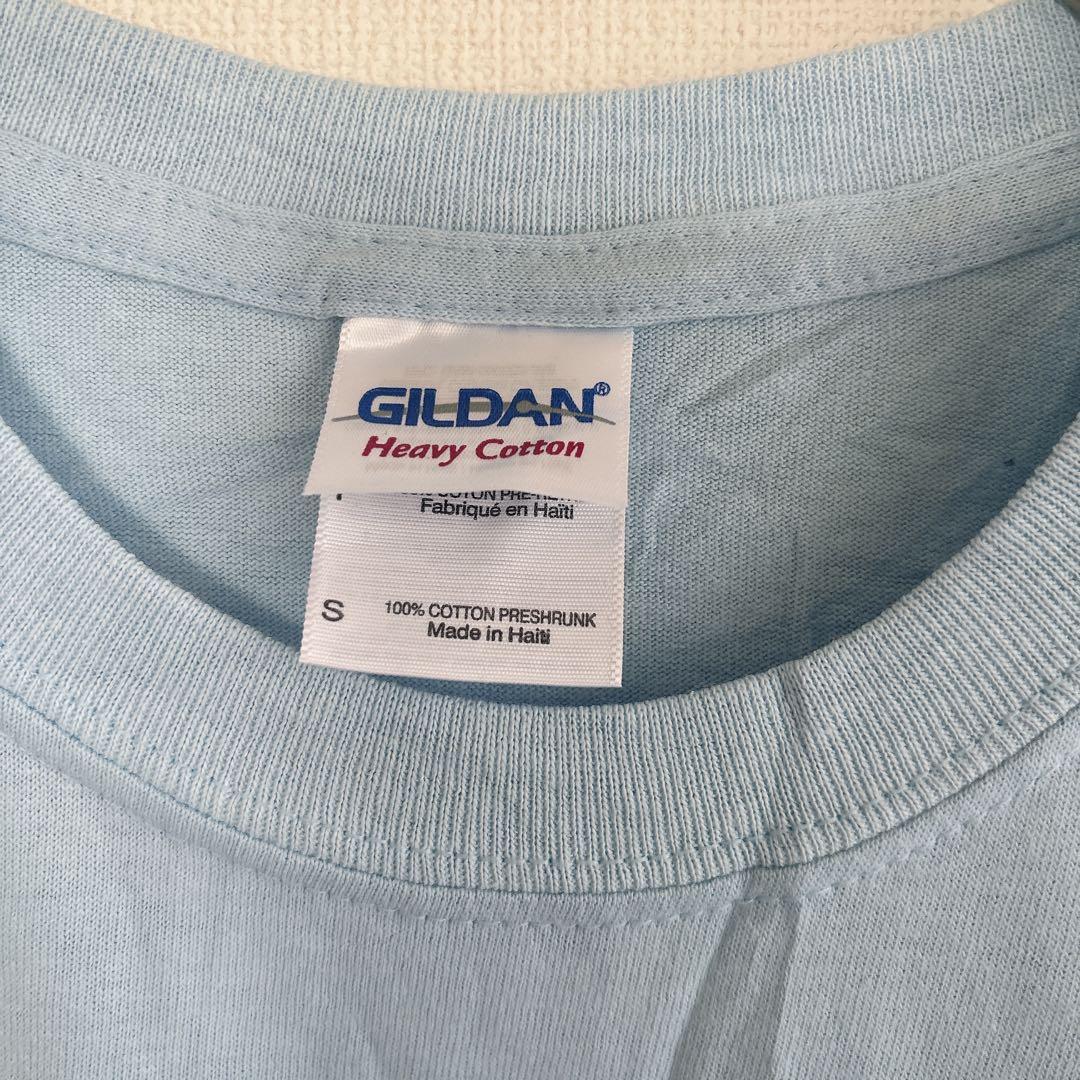 GILDAN®
Heavy Cotton
Fabriqué en Haïti
S
100% COTTON PRESHRUNK
Made in Haiti